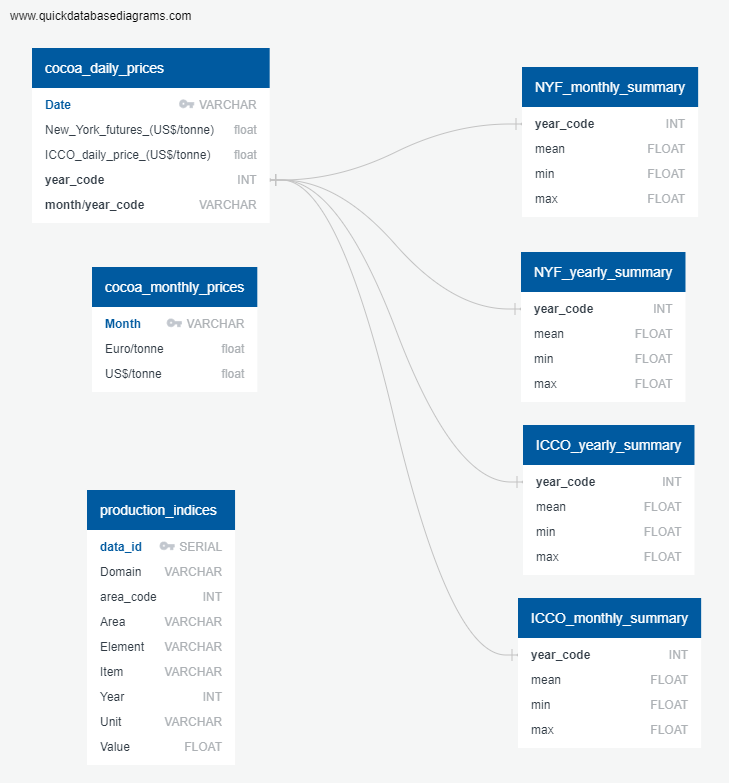 www.quickdatabasediagrams.com
cocoa_daily_prices
Date VARCHAR
New_York_futures_(US$/tonne) float
ICCO_daily_price_(US$/tonne) float
year_code INT
month/year_code VARCHAR
cocoa_monthly_prices
Month VARCHAR
Euro/tonne float
US$/tonne float
production_indices
data_id SERIAL
Domain VARCHAR
area_code INT
Area VARCHAR
Element VARCHAR
Item VARCHAR
Year INT
Unit VARCHAR
Value FLOAT
NYF_monthly_summary
year_code INT
mean FLOAT
min FLOAT
max FLOAT
NYF_yearly_summary
year_code INT
mean FLOAT
min FLOAT
max FLOAT
ICCO_yearly_summary
year_code INT
mean FLOAT
min FLOAT
max FLOAT
ICCO_monthly_summary
year_code INT
mean FLOAT
min FLOAT
max FLOAT